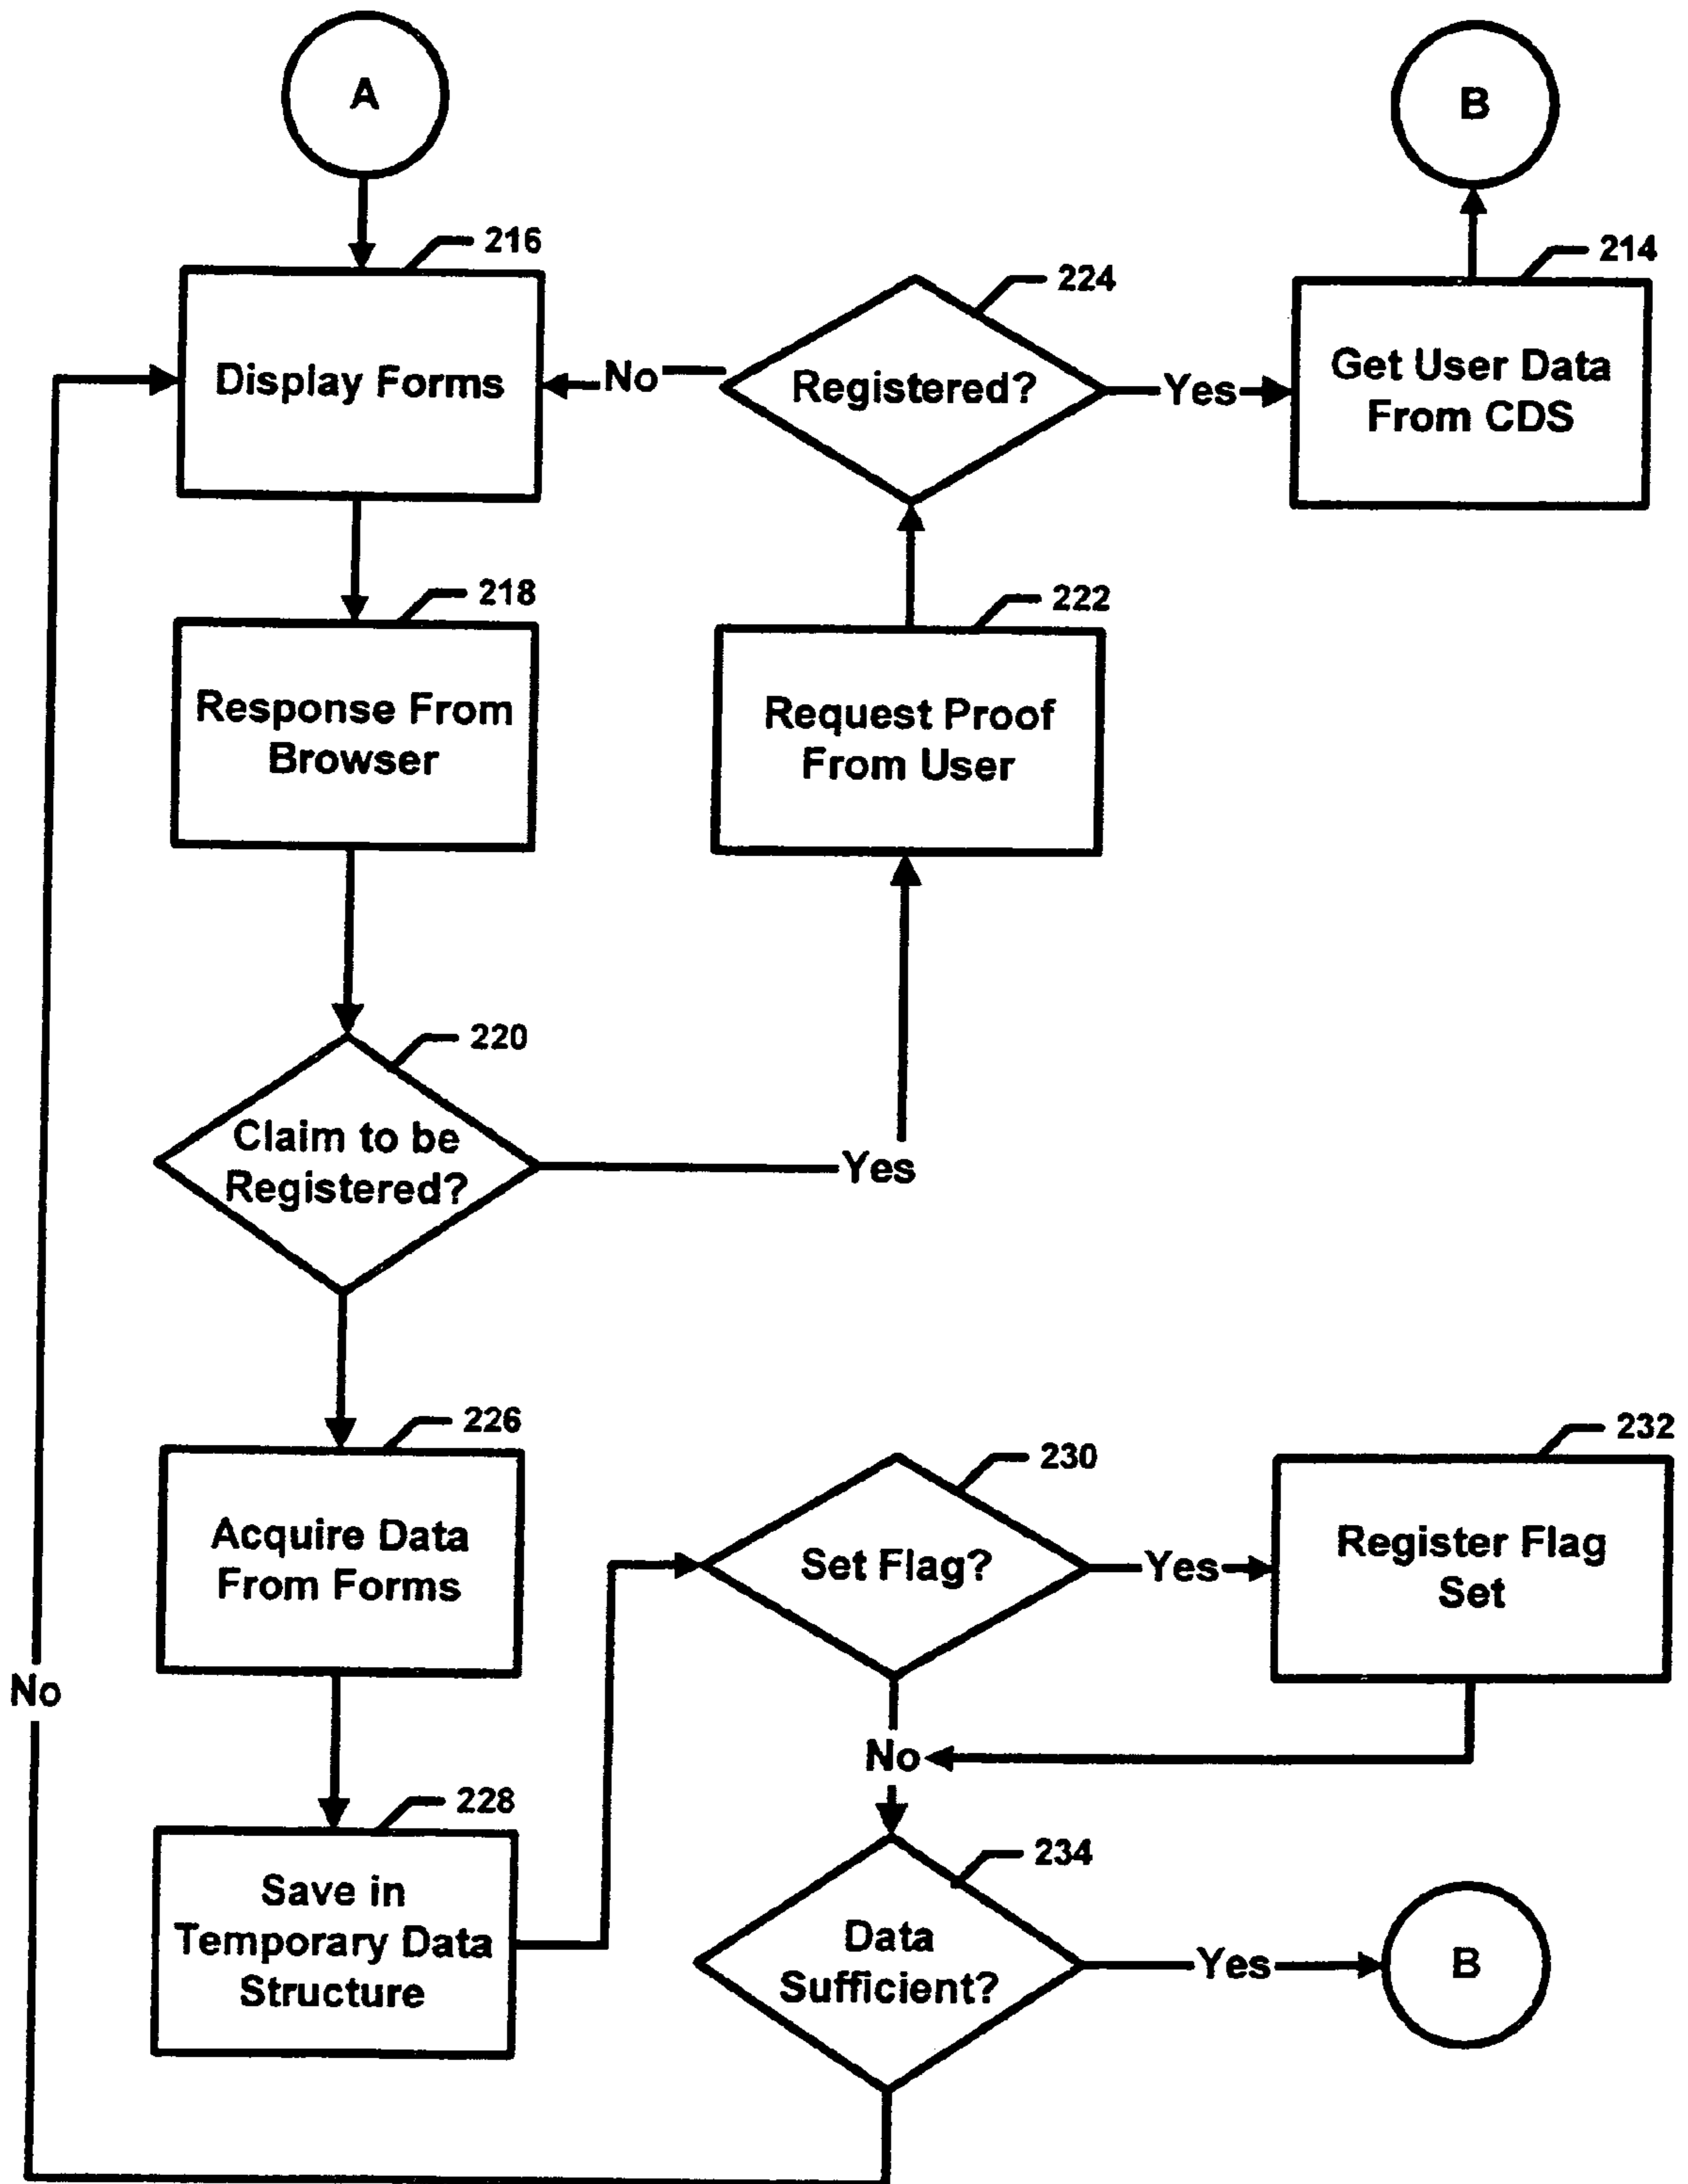 A
B
216
224
214
Display Forms
No
Registered?
Yes
Get User Data
From CDS
218
222
Response From
Browser
Request Proof
From User
220
Claim to be
Registered?
Yes
226
230
232
Acquire Data
From Forms
Set Flag?
Yes
Register Flag
Set
No
No
228
234
Save in
Temporary Data
Structure
Data
Sufficient?
Yes
B